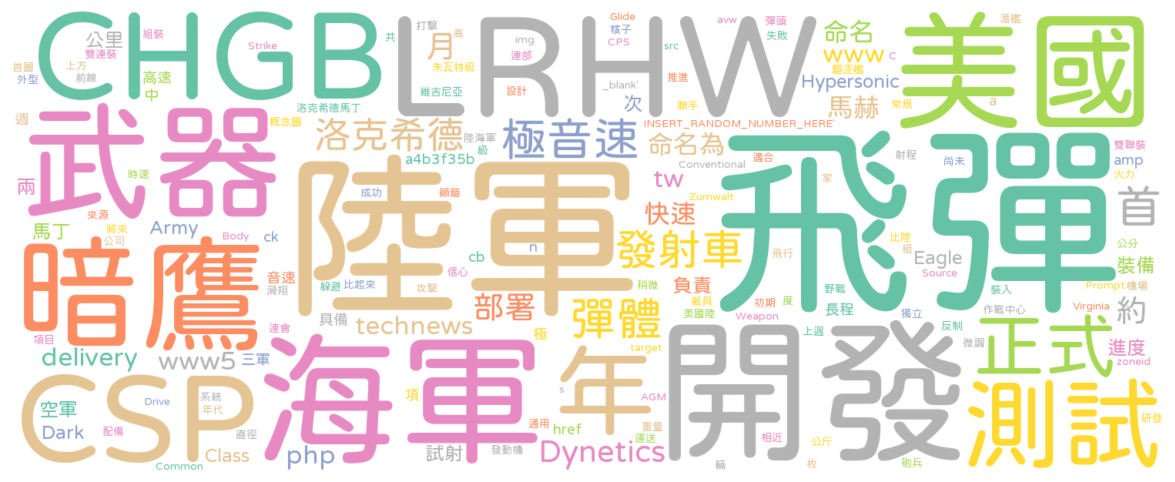 CHGB
LRHW
美國
武器
陸軍
飛彈
暗鷹
海軍
開發
CSP
年
正式
測試
極音速
洛克希德
發射車
命名為
命名
www
Hypersonic
馬赫
月
公里
組裝
雙連裝
Strike
打擊
共
高
朱瓦特級
img
連部
Glide
核子
CPS
src
avw
彈頭
失敗
驅逐艦
c
潛艦
首圖
外型
上方
前線
高速
中
洛克希德馬丁
維吉尼亞
設計
_blank'
推進
次
聯手
常規
a
週
概念圖
陸海軍
級
INSERT_RANDOM_NUMBER_HERE'
雙聯裝
amp
火力
兩
時速
a4b3f35b
Conventional
適合
射程
尚未
tw
首
來源
將來
公司
馬丁
Army
Body
ck
成功
顛簸
快速
Zumwalt
家
飛行
比陸
組
Eagle
Source
公分
裝備
音速
滑翔
躲避
比起來
信心
攻擊
cb
n
稍微
負責
載具
美國陸
初期
度
Weapon
野戰
長程
裝入
Prompt
機場
Virginia
約
項目
連會
具備
部署
彈體
極
technews
上週
獨立
反制
作戰中心
微調
進度
zoneid
delivery
www5
三軍
target
空軍
Drive
系統
年代
項
s
AGM
Dark
配備
直徑
Class
Common
php
試射
發動機
通用
href
重量
運送
Dynetics
相近
輛
公斤
枚
砲兵
研發